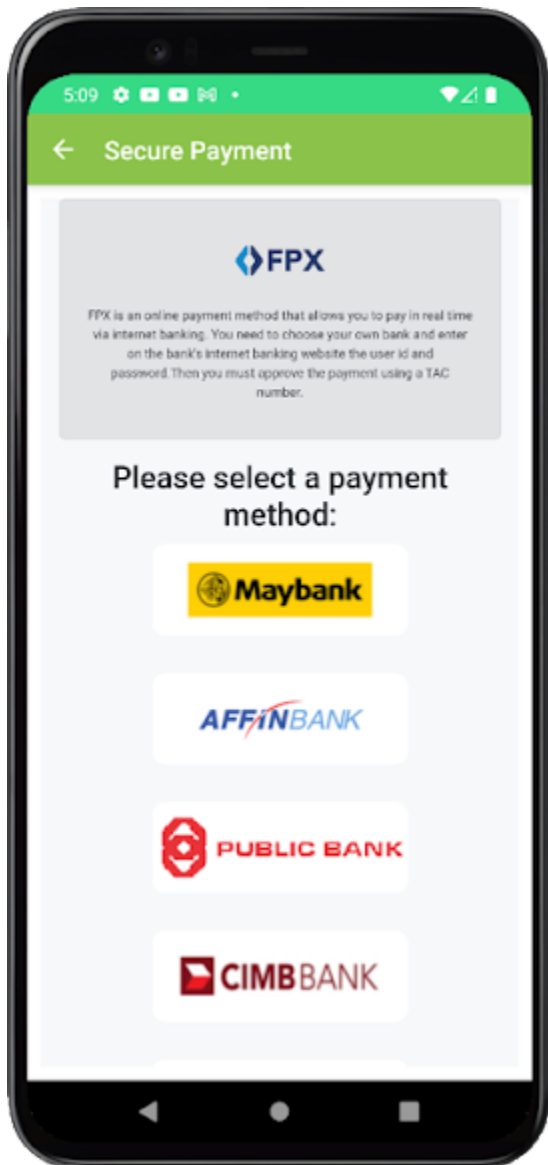 5:09
Secure Payment
FPX
FPX is an online payment method that allows you to pay in real time
via internet banking. You need to choose your own bank and enter
on the bank's internet banking website the user id and
password.Then you must approve the payment using a TAC
number.
Please select a payment
method:
Maybank
AFFINBANK
PUBLIC BANK
CIMB BANK